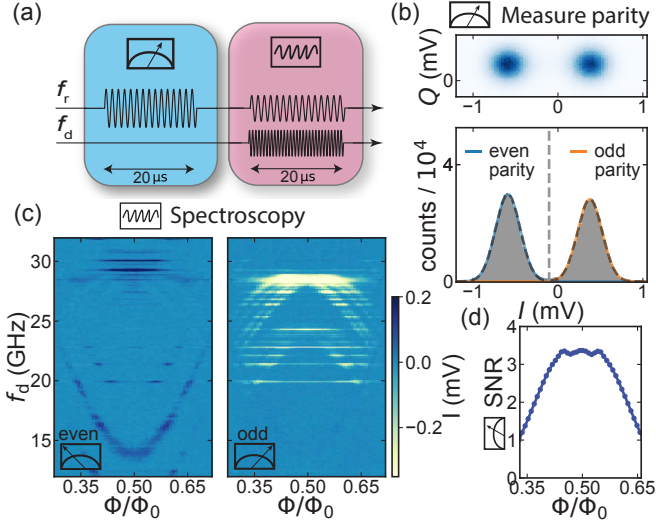 (a)
f_r
f_d
20 μs
20 μs
(b)
Measure parity
Q (mV)
0
−1
0
1
counts / 10^4
5
0
even parity
odd parity
−1
0
1
I (mV)
(c)
Spectroscopy
f_d (GHz)
30
25
20
15
even
odd
0.35
0.50
0.65
Φ/Φ_0
0.35
0.50
0.65
Φ/Φ_0
0.2
0.0
−0.2
I (mV)
(d)
SNR
4
3
2
1
0
0.35
0.50
0.65
Φ/Φ_0